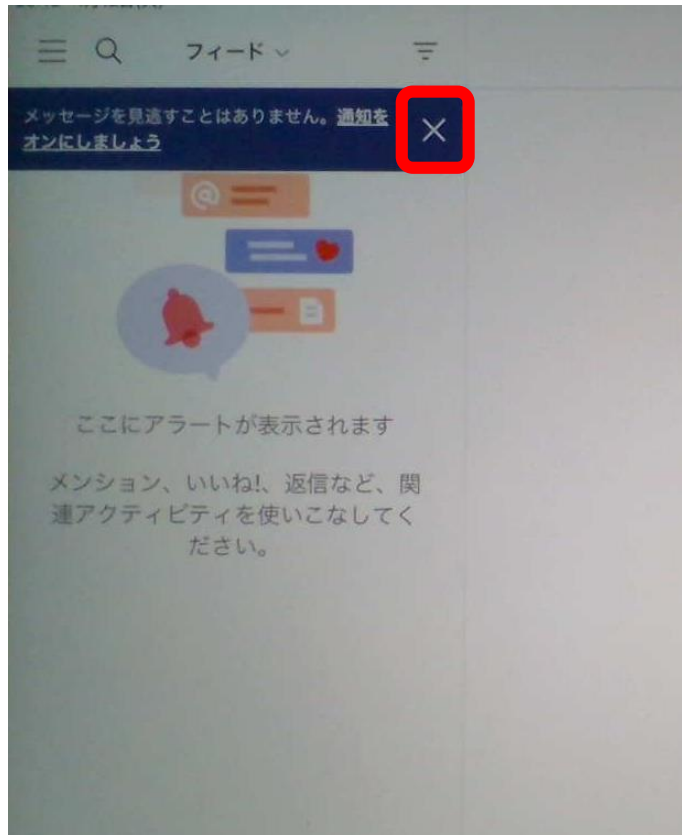 フィード
メッセージを見逃すことはありません。通知を
オンにしましょう
ここにアラートが表示されます
メンション、いいね!、返信など、関
連アクティビティを使いこなしてく
ださい。